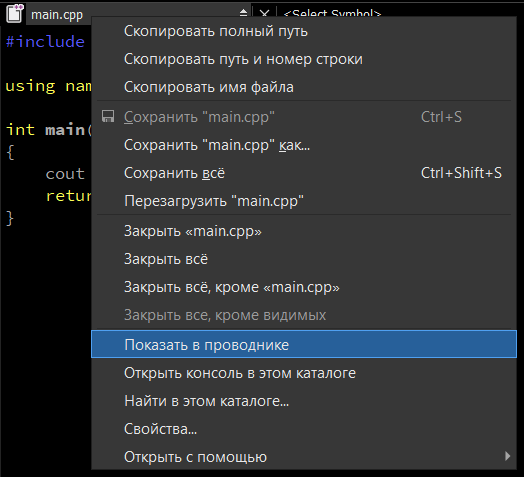 main.cpp <Select Symbol>
#include
using nam
int main(
{
cout
retur
}
Скопировать полный путь
Скопировать путь и номер строки
Скопировать имя файла
Сохранить "main.cpp" Ctrl+S
Сохранить "main.cpp" как...
Сохранить всё Ctrl+Shift+S
Перезагрузить "main.cpp"
Закрыть «main.cpp»
Закрыть всё
Закрыть всё, кроме «main.cpp»
Закрыть все, кроме видимых
Показать в проводнике
Открыть консоль в этом каталоге
Найти в этом каталоге...
Свойства...
Открыть с помощью